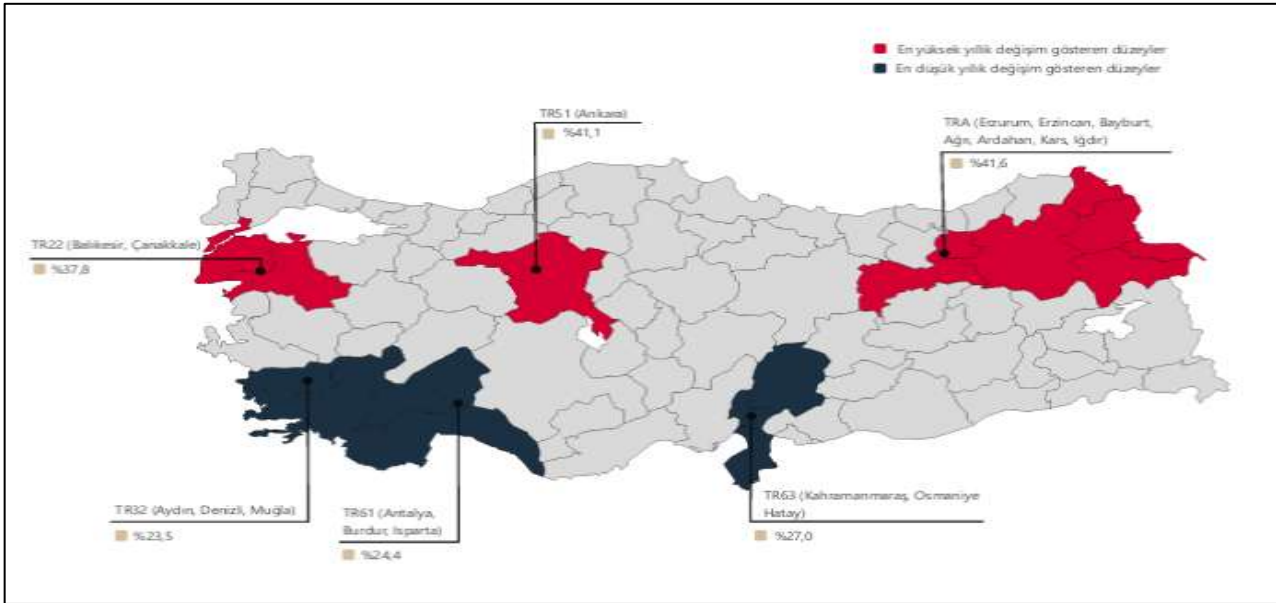 En yüksek yıllık değişim gösteren düzeyler
En düşük yıllık değişim gösteren düzeyler
TR51 (Ankara)
%41,1
TRA (Erzurum, Erzincan, Bayburt,
Ağrı, Ardahan, Kars, Iğdır)
%41,6
TR22 (Balıkesir, Çanakkale)
%37,8
TR32 (Aydın, Denizli, Muğla)
%23,5
TR61 (Antalya,
Burdur, Isparta)
%24,4
TR63 (Kahramanmaraş, Osmaniye
Hatay)
%27,0